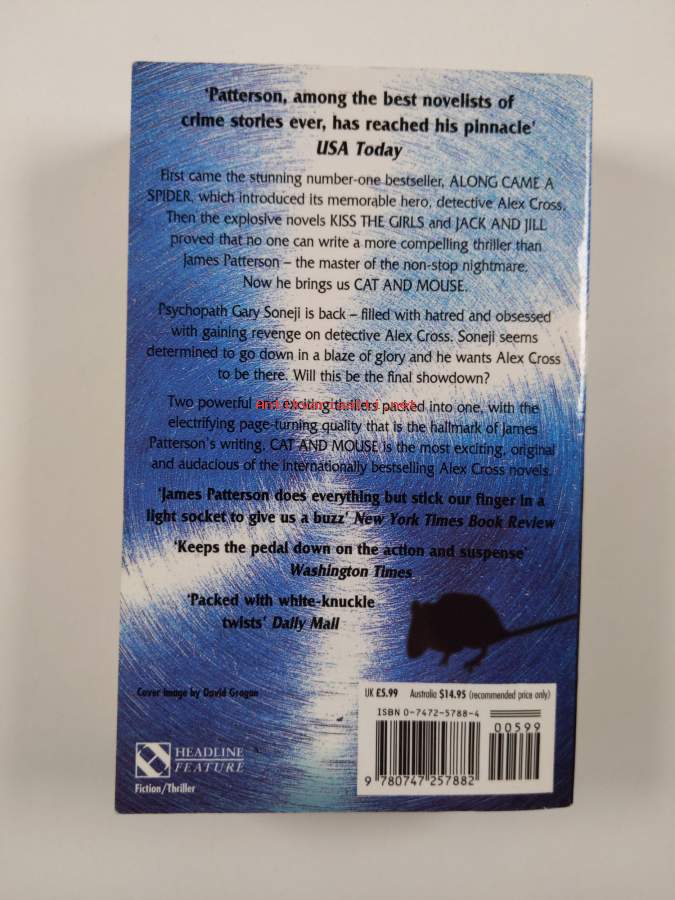 'Patterson, among the best novelists of
crime stories ever, has reached his pinnacle'
USA Today
First came the stunning number-one bestseller, ALONG CAME A
SPIDER, which introduced its memorable hero, detective Alex Cross.
Then the explosive novels KISS THE GIRLS and JACK AND JILL
proved that no one can write a more compelling thriller than
James Patterson – the master of the non-stop nightmare.
Now he brings us CAT AND MOUSE.
Psychopath Gary Soneji is back – filled with hatred and obsessed
with gaining revenge on detective Alex Cross. Soneji seems
determined to go down in a blaze of glory and he wants Alex Cross
to be there. Will this be the final showdown?
Two powerful and exciting thrillers packed into one, with the
electrifying page-turning quality that is the hallmark of James
Patterson's writing, CAT AND MOUSE is the most exciting, original
and audacious of the internationally bestselling Alex Cross novels.
'James Patterson does everything but stick our finger in a
light socket to give us a buzz' New York Times Book Review
'Keeps the pedal down on the action and suspense'
Washington Times
'Packed with white-knuckle
twists' Daily Mail
Cover image by David Grogan
UK £5.99 Australia $14.95 (recommended price only)
ISBN 0-7472-5788-4
00599
9 780747 257882
HEADLINE
FEATURE
Fiction/Thriller